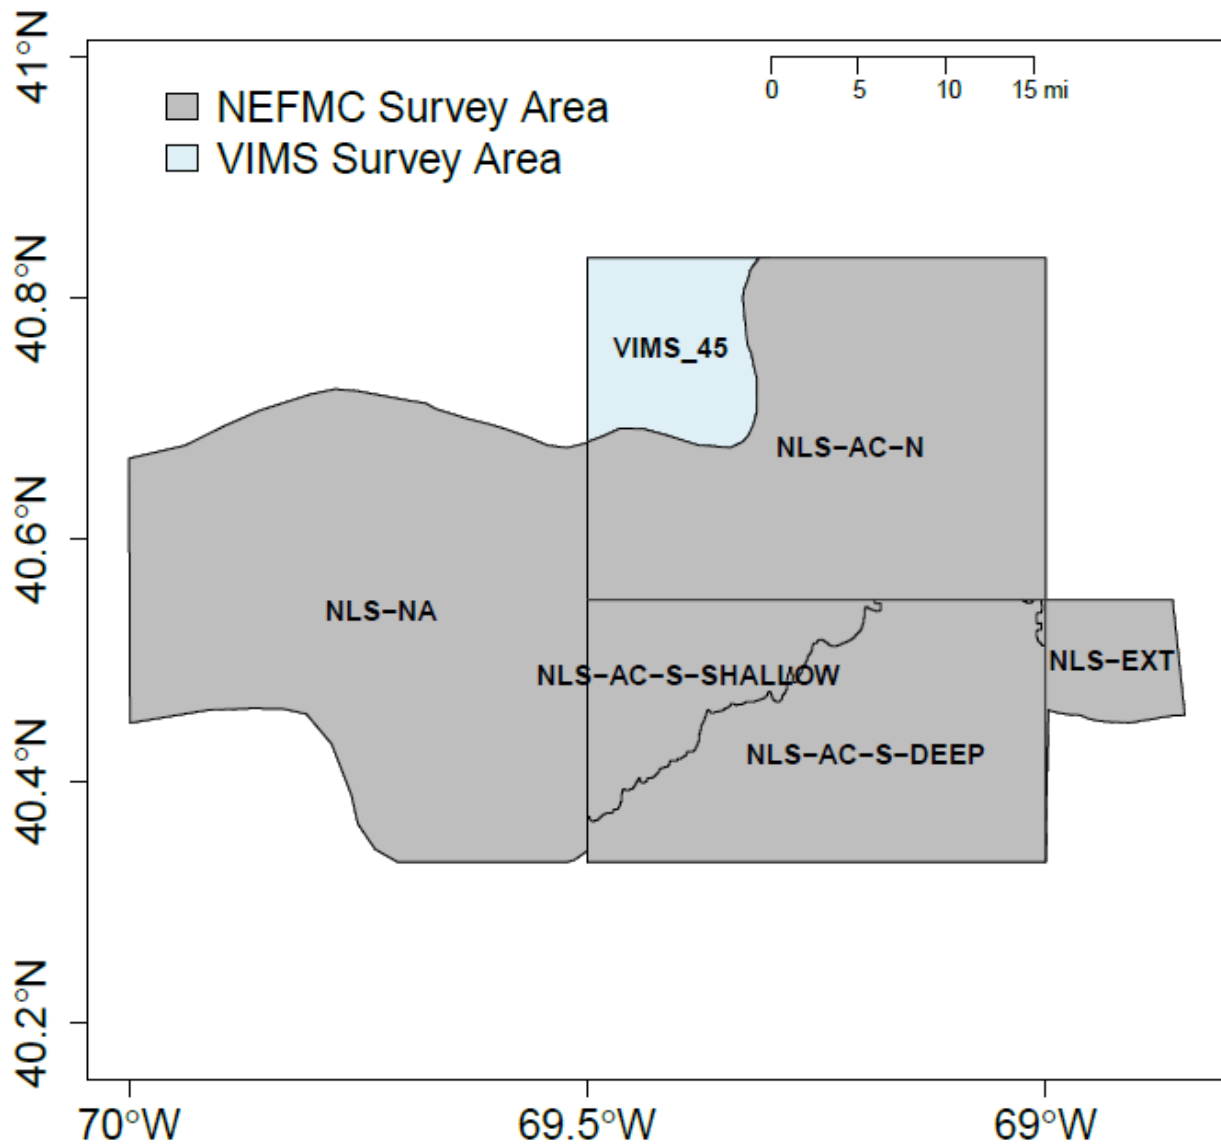 41°N
0 5 10 15 mi
NEFMC Survey Area
VIMS Survey Area
40.8°N
VIMS_45
NLS−AC−N
40.6°N
NLS−NA
NLS−EXT
NLS−AC−S−SHALLOW
NLS−AC−S−DEEP
40.4°N
40.2°N
70°W 69.5°W 69°W